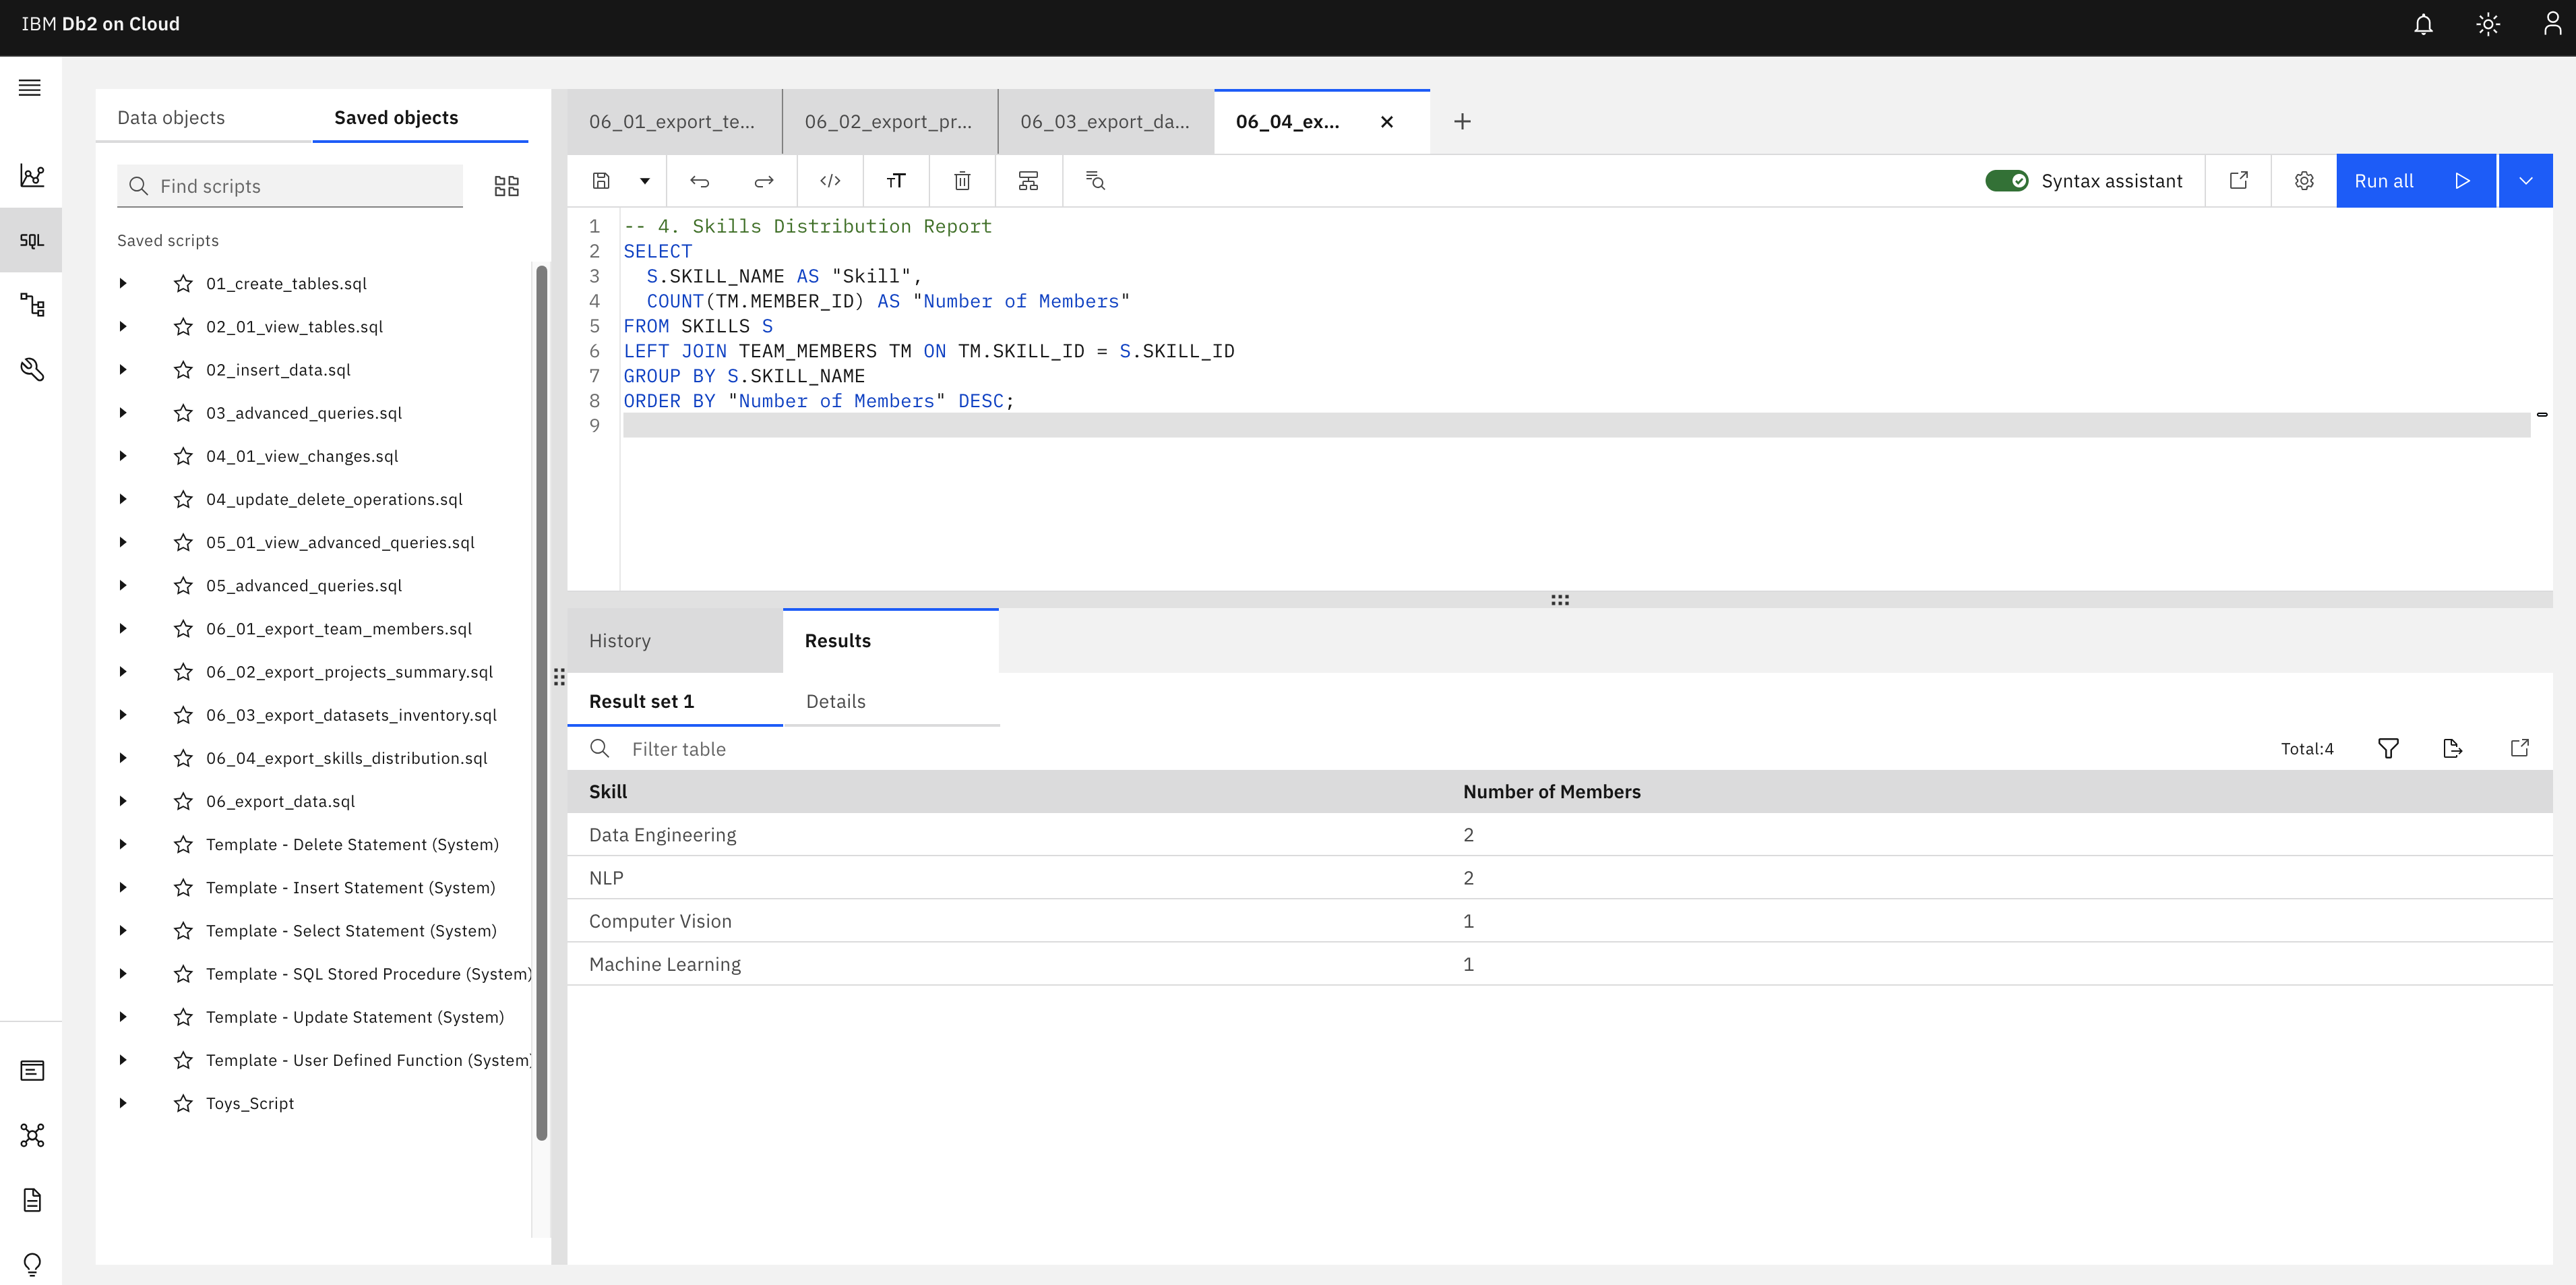 IBM Db2 on Cloud
Data objects
Saved objects
Find scripts
Saved scripts
01_create_tables.sql
02_01_view_tables.sql
02_insert_data.sql
03_advanced_queries.sql
04_01_view_changes.sql
04_update_delete_operations.sql
05_01_view_advanced_queries.sql
05_advanced_queries.sql
06_01_export_team_members.sql
06_02_export_projects_summary.sql
06_03_export_datasets_inventory.sql
06_04_export_skills_distribution.sql
06_export_data.sql
Template - Delete Statement (System)
Template - Insert Statement (System)
Template - Select Statement (System)
Template - SQL Stored Procedure (System)
Template - Update Statement (System)
Template - User Defined Function (System)
Toys_Script
SQL
06_01_export_te...
06_02_export_pr...
06_03_export_da...
06_04_ex...
</> TT
Syntax assistant
Run all
1 -- 4. Skills Distribution Report
2 SELECT
3 S.SKILL_NAME AS "Skill",
4 COUNT(TM.MEMBER_ID) AS "Number of Members"
5 FROM SKILLS S
6 LEFT JOIN TEAM_MEMBERS TM ON TM.SKILL_ID = S.SKILL_ID
7 GROUP BY S.SKILL_NAME
8 ORDER BY "Number of Members" DESC;
9
History
Results
Result set 1
Details
Filter table
Total:4
Skill Number of Members
Data Engineering 2
NLP 2
Computer Vision 1
Machine Learning 1